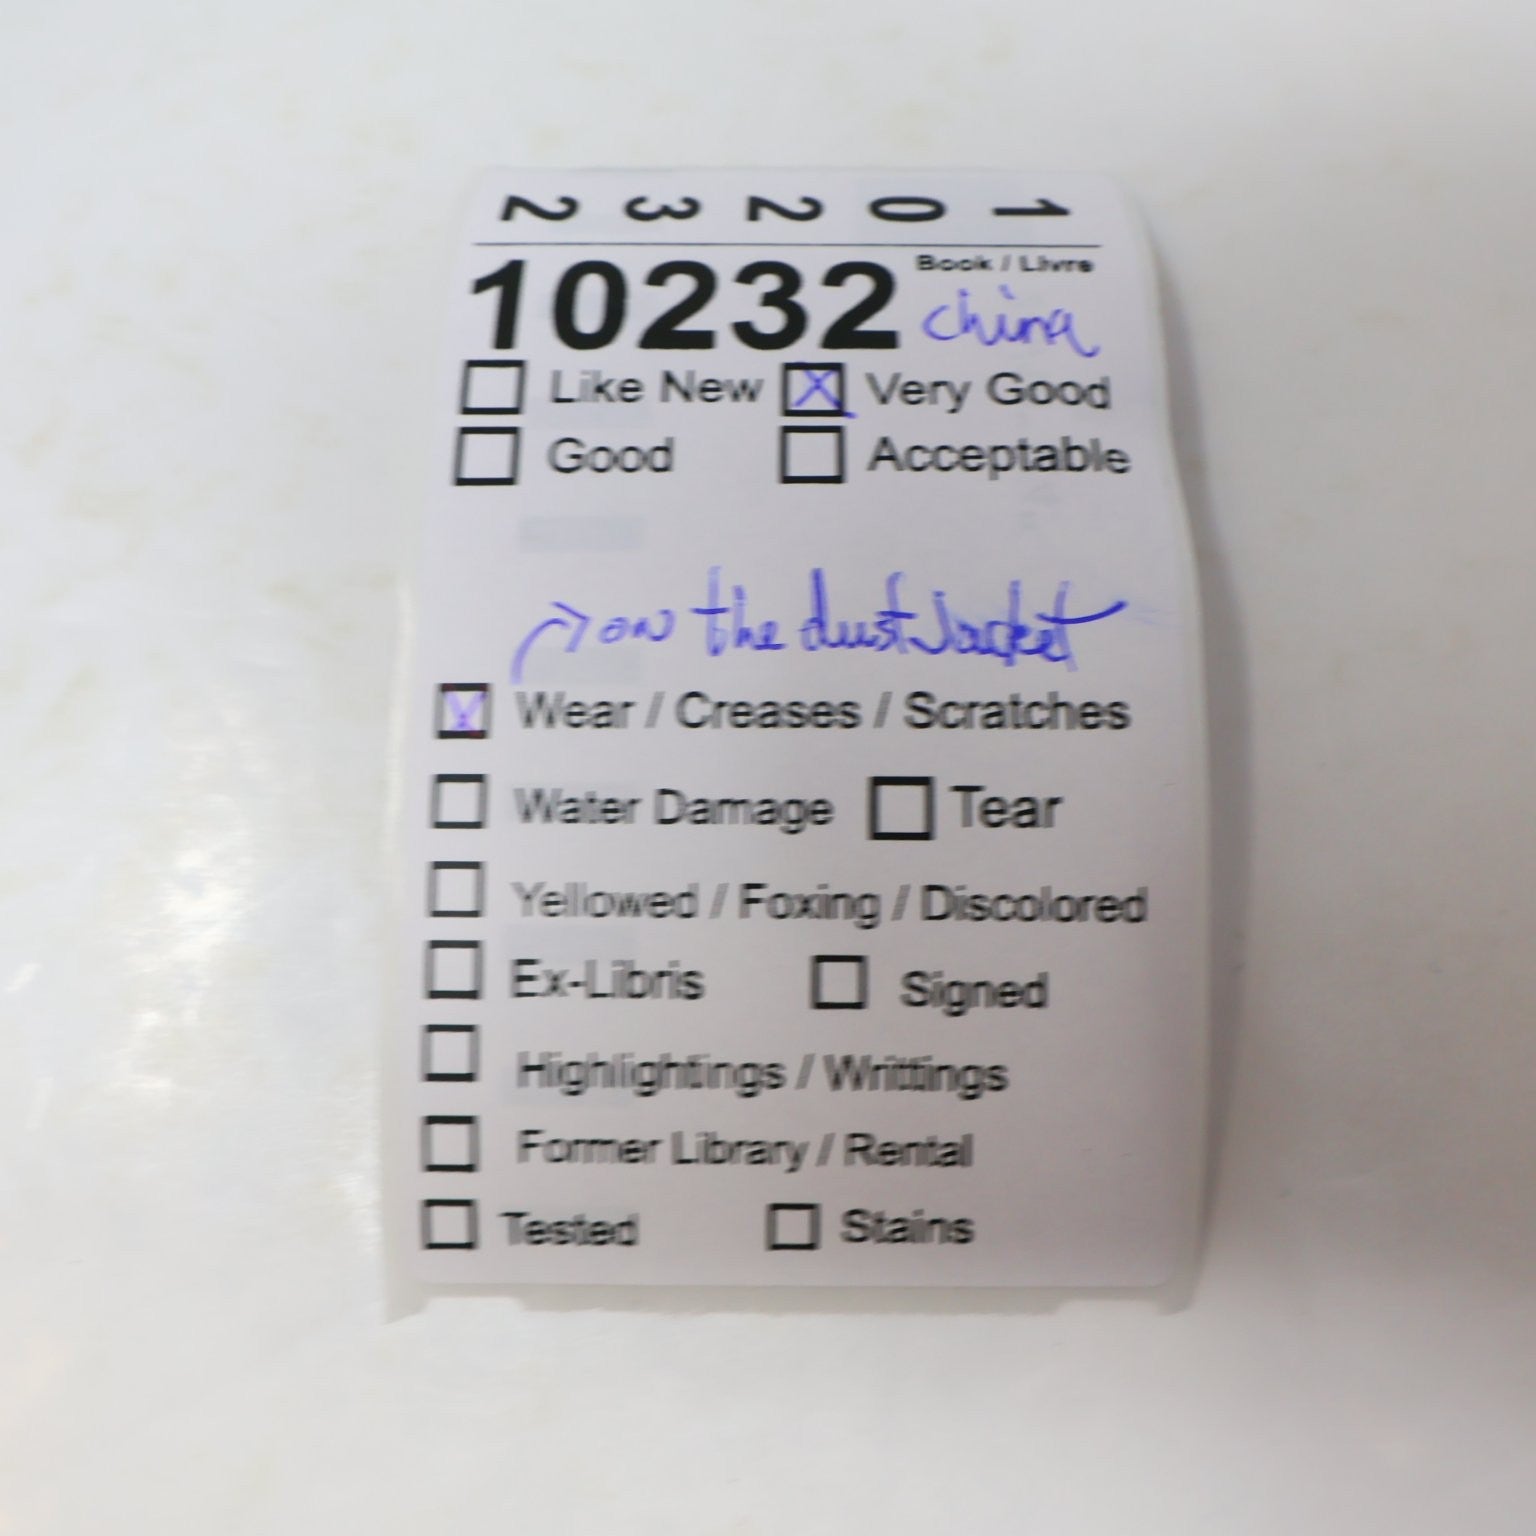 1 0 2 3 2
Book / Livre
10232 china
Like New X Very Good
Good Acceptable
on the dust Jacket
X Wear / Creases / Scratches
Water Damage Tear
Yellowed / Foxing / Discolored
Ex-Libris Signed
Highlightings / Writtings
Former Library / Rental
Tested Stains